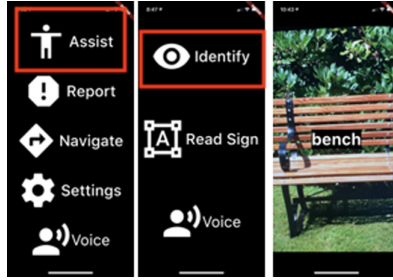 8:47
10:43
Assist
Report
Navigate
Settings
Voice
Identify
A Read Sign
Voice
bench